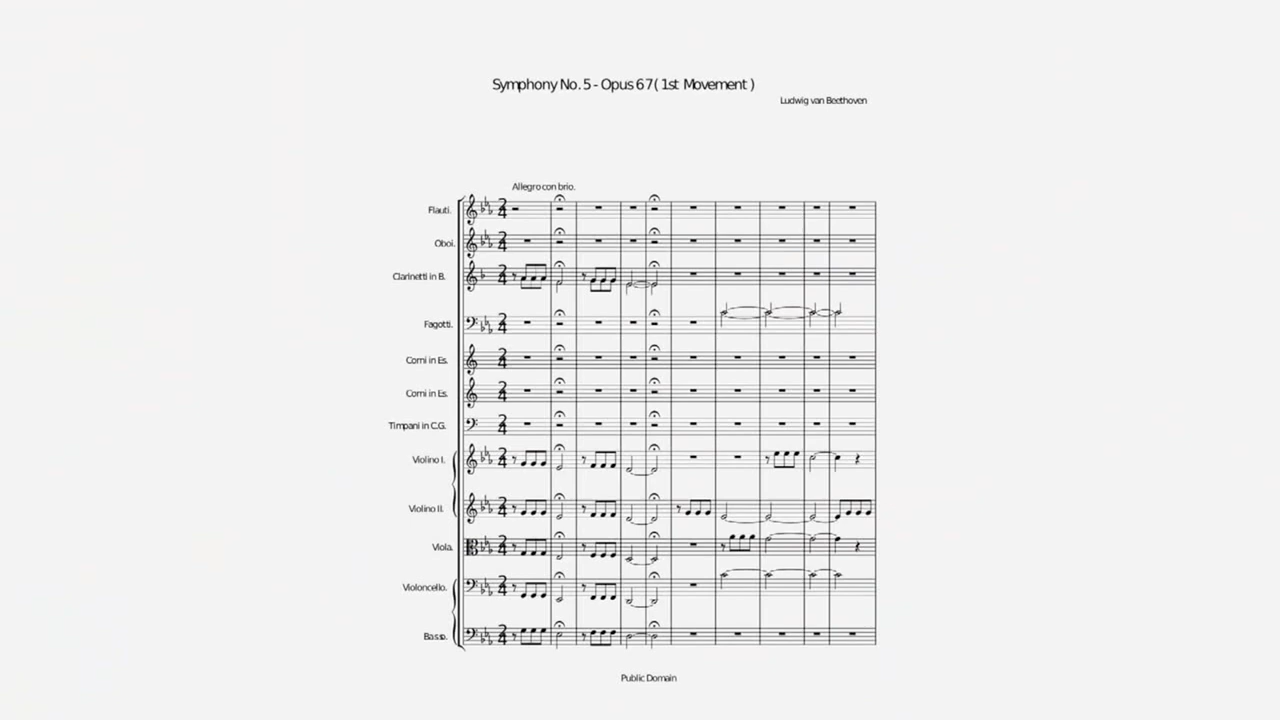 Symphony No. 5 - Opus 67 ( 1st Movement )
Ludwig van Beethoven
Allegro con brio.
Flauti.
Oboi.
Clarinetti in B.
Fagotti.
Corni in Es.
Corni in Es.
Timpani in C.G.
Violino I.
Violino II.
Viola.
Violoncello.
Basso.
Public Domain